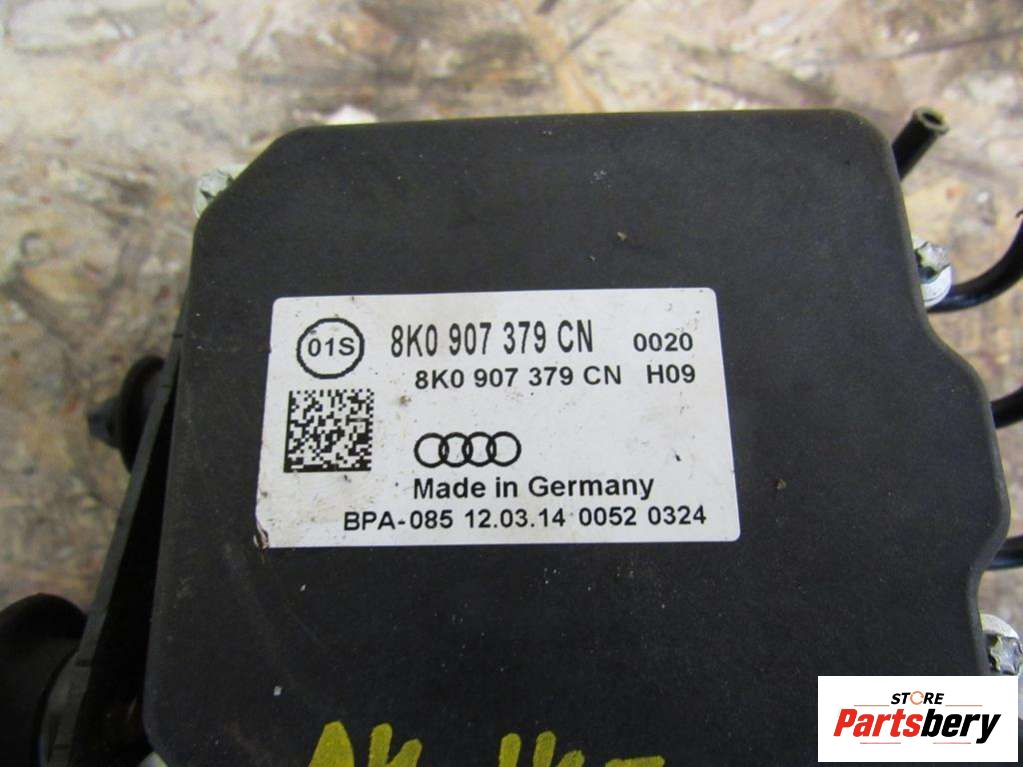 01S 8K0 907 379 CN 0020
8K0 907 379 CN H09
Made in Germany
BPA-085 12.03.14 0052 0324
STORE
Partsbery